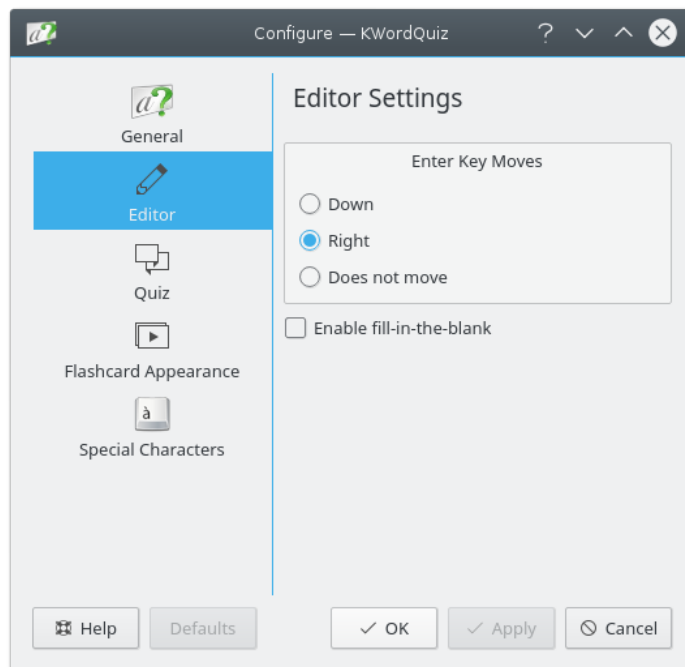 Configure — KWordQuiz
General
Editor
Quiz
Flashcard Appearance
à
Special Characters
Editor Settings
Enter Key Moves
Down
Right
Does not move
Enable fill-in-the-blank
Help
Defaults
OK
Apply
Cancel